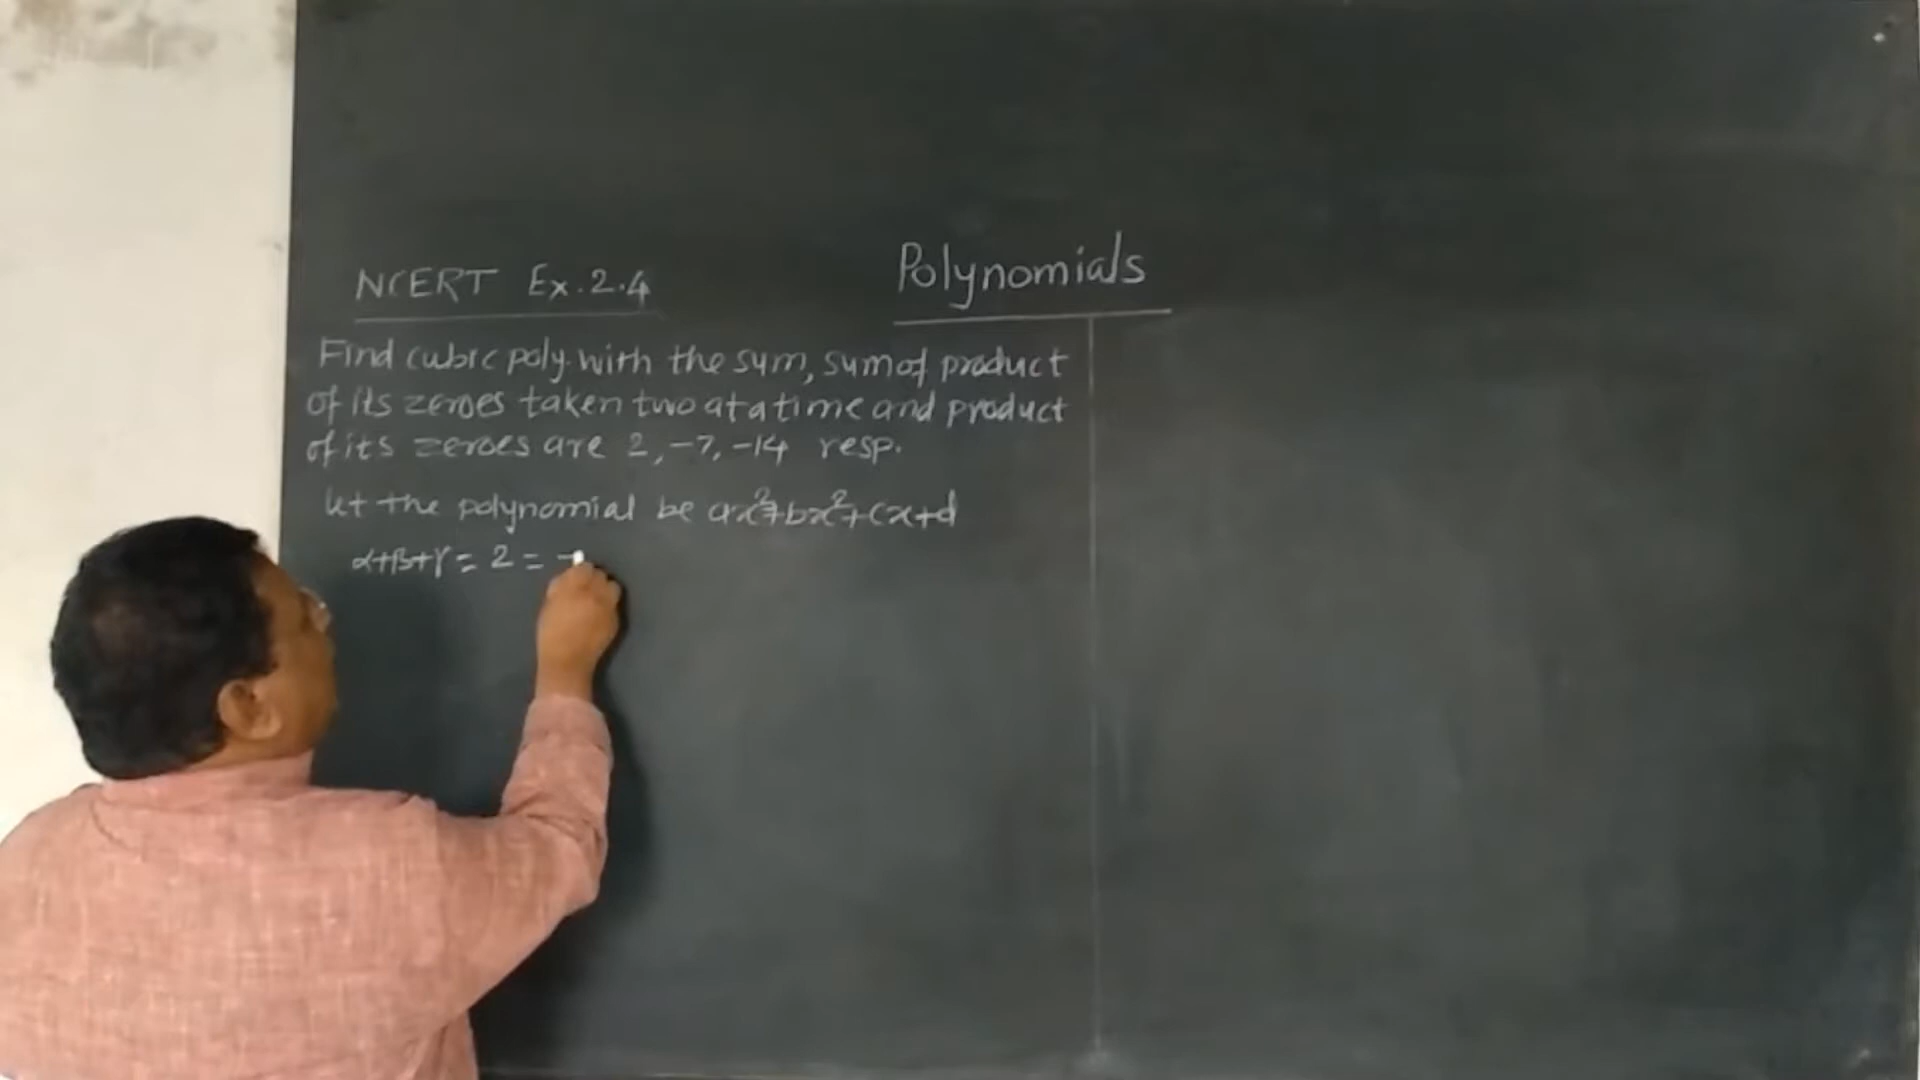 NCERT Ex. 2.4
Polynomials
Find cubic poly. with the sum, sum of product
of its zeroes taken two at a time and product
of its zeroes are 2, -7, -14 resp.
let the polynomial be ax²+bx²+cx+d
α+β+γ = 2 = -